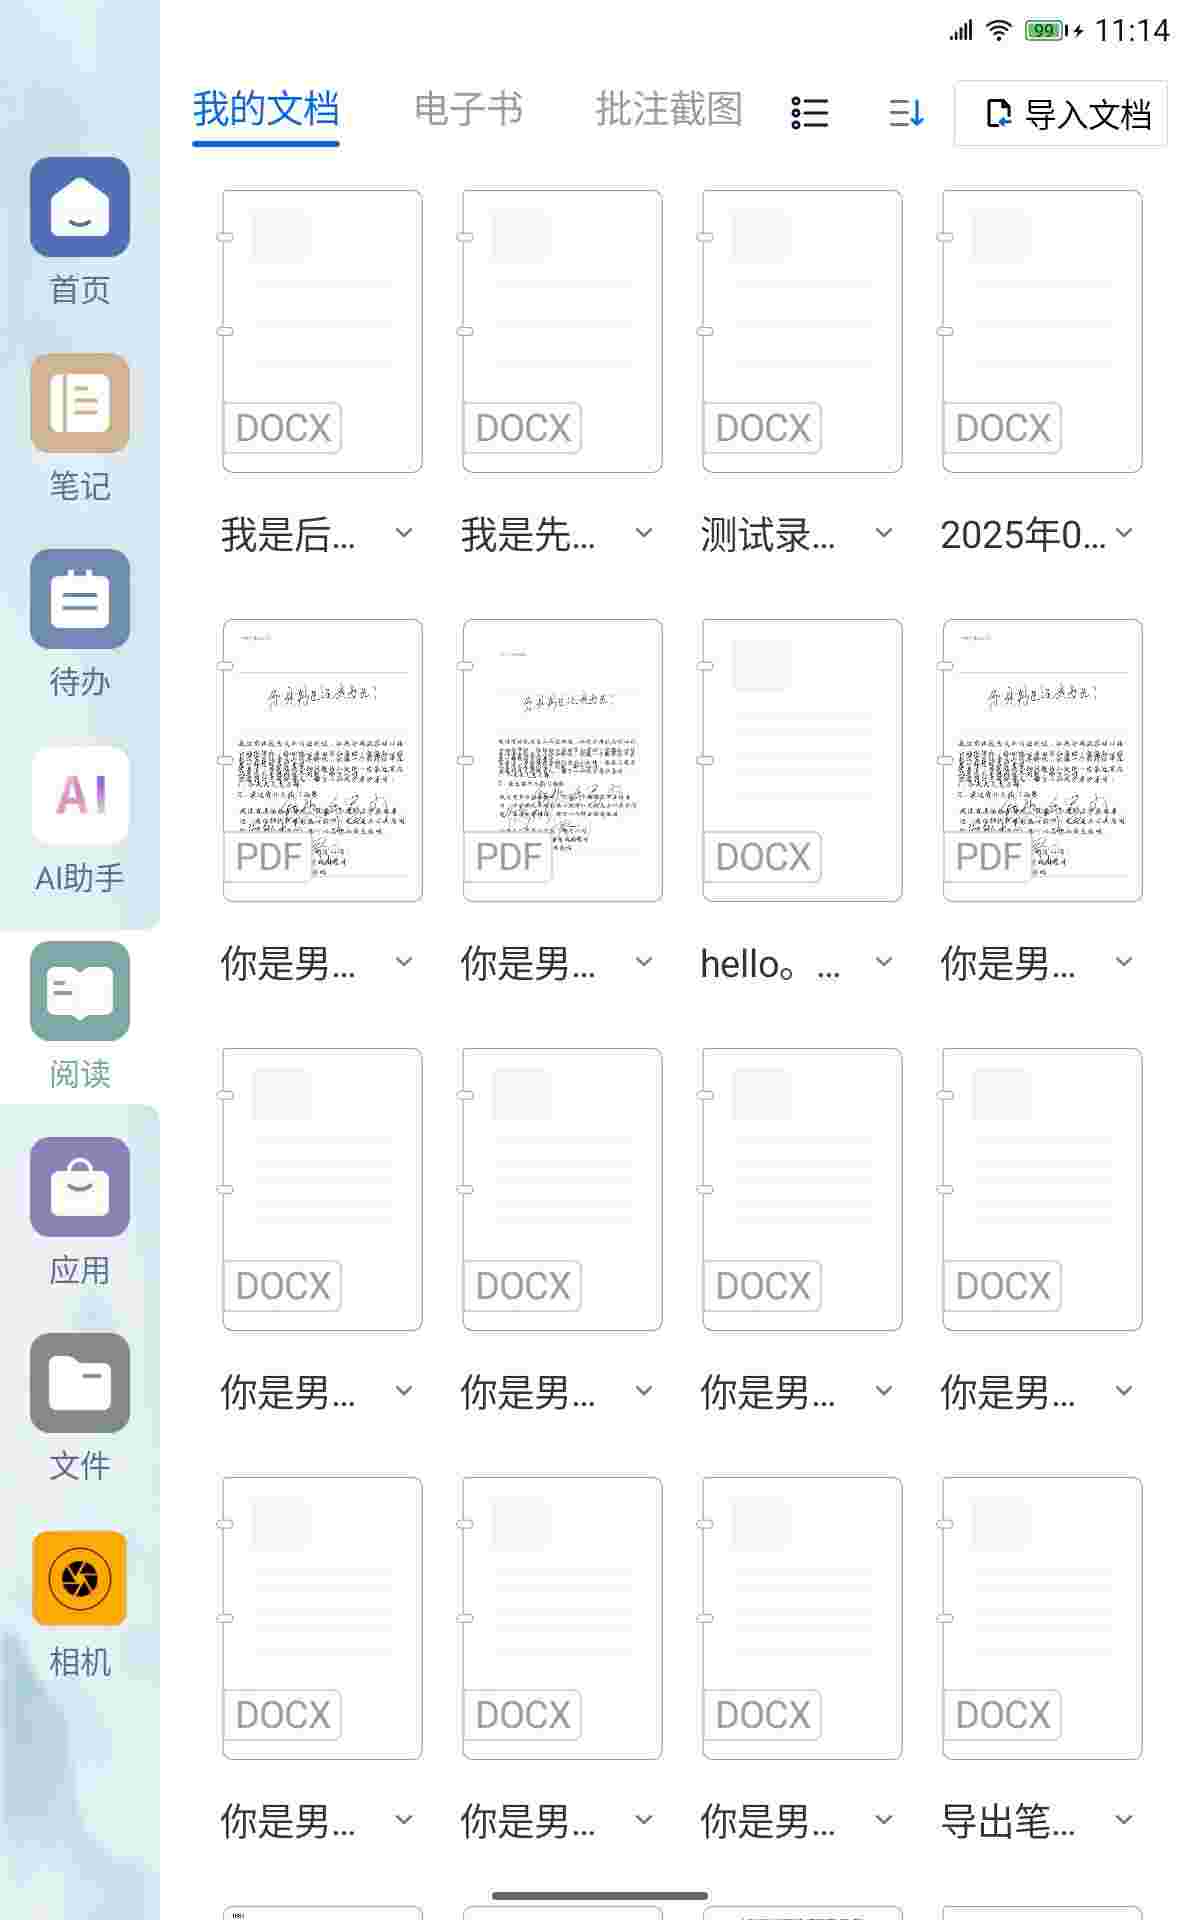 99 11:14
我的文档 电子书 批注截图 导入文档
首页
笔记
待办
AI
AI助手
阅读
应用
文件
相机
DOCX DOCX DOCX DOCX
我是后... 我是先... 测试录... 2025年0...
PDF PDF DOCX PDF
你是男... 你是男... hello。 ... 你是男...
DOCX DOCX DOCX DOCX
你是男... 你是男... 你是男... 你是男...
DOCX DOCX DOCX DOCX
你是男... 你是男... 你是男... 导出笔...